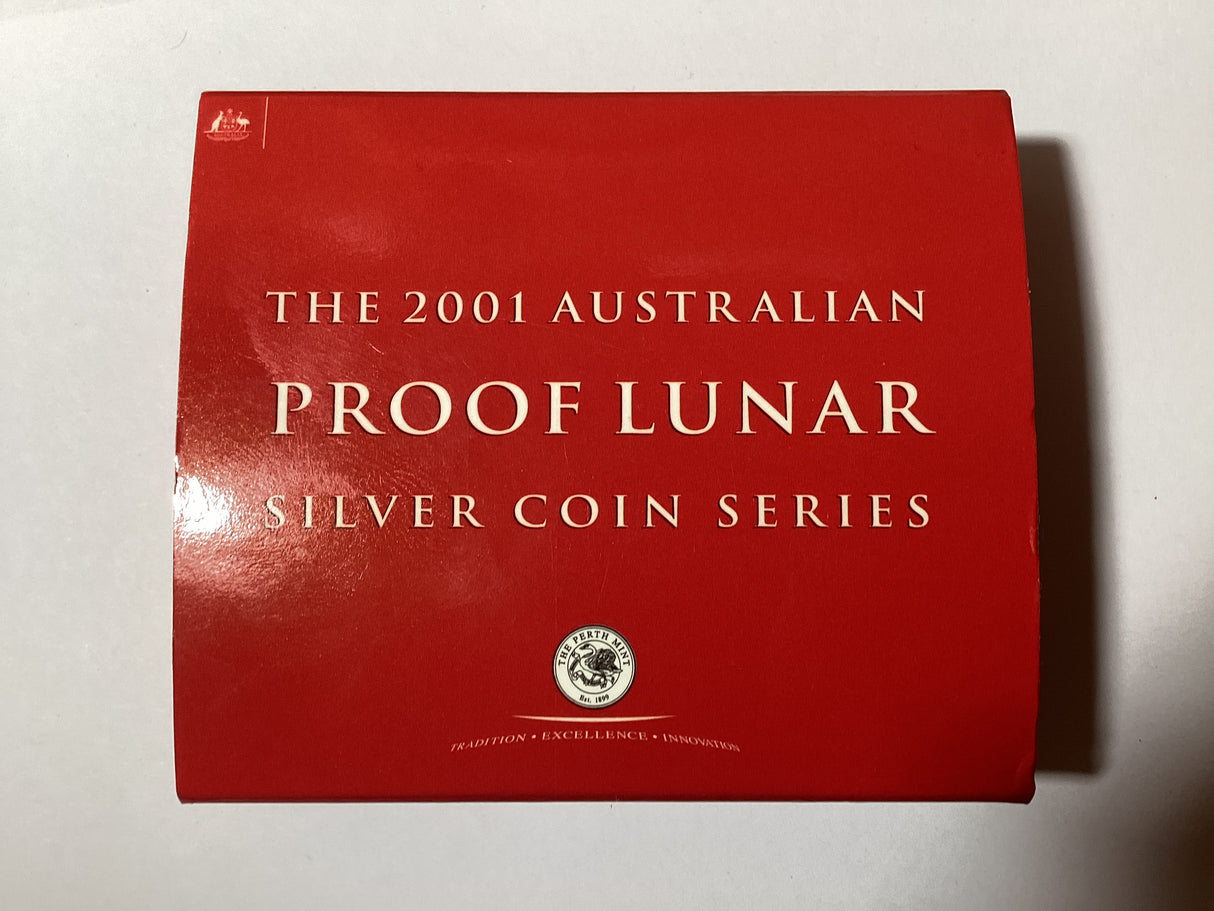 THE 2001 AUSTRALIAN
PROOF LUNAR
SILVER COIN SERIES
THE PERTH MINT
Est. 1899
TRADITION • EXCELLENCE • INNOVATION